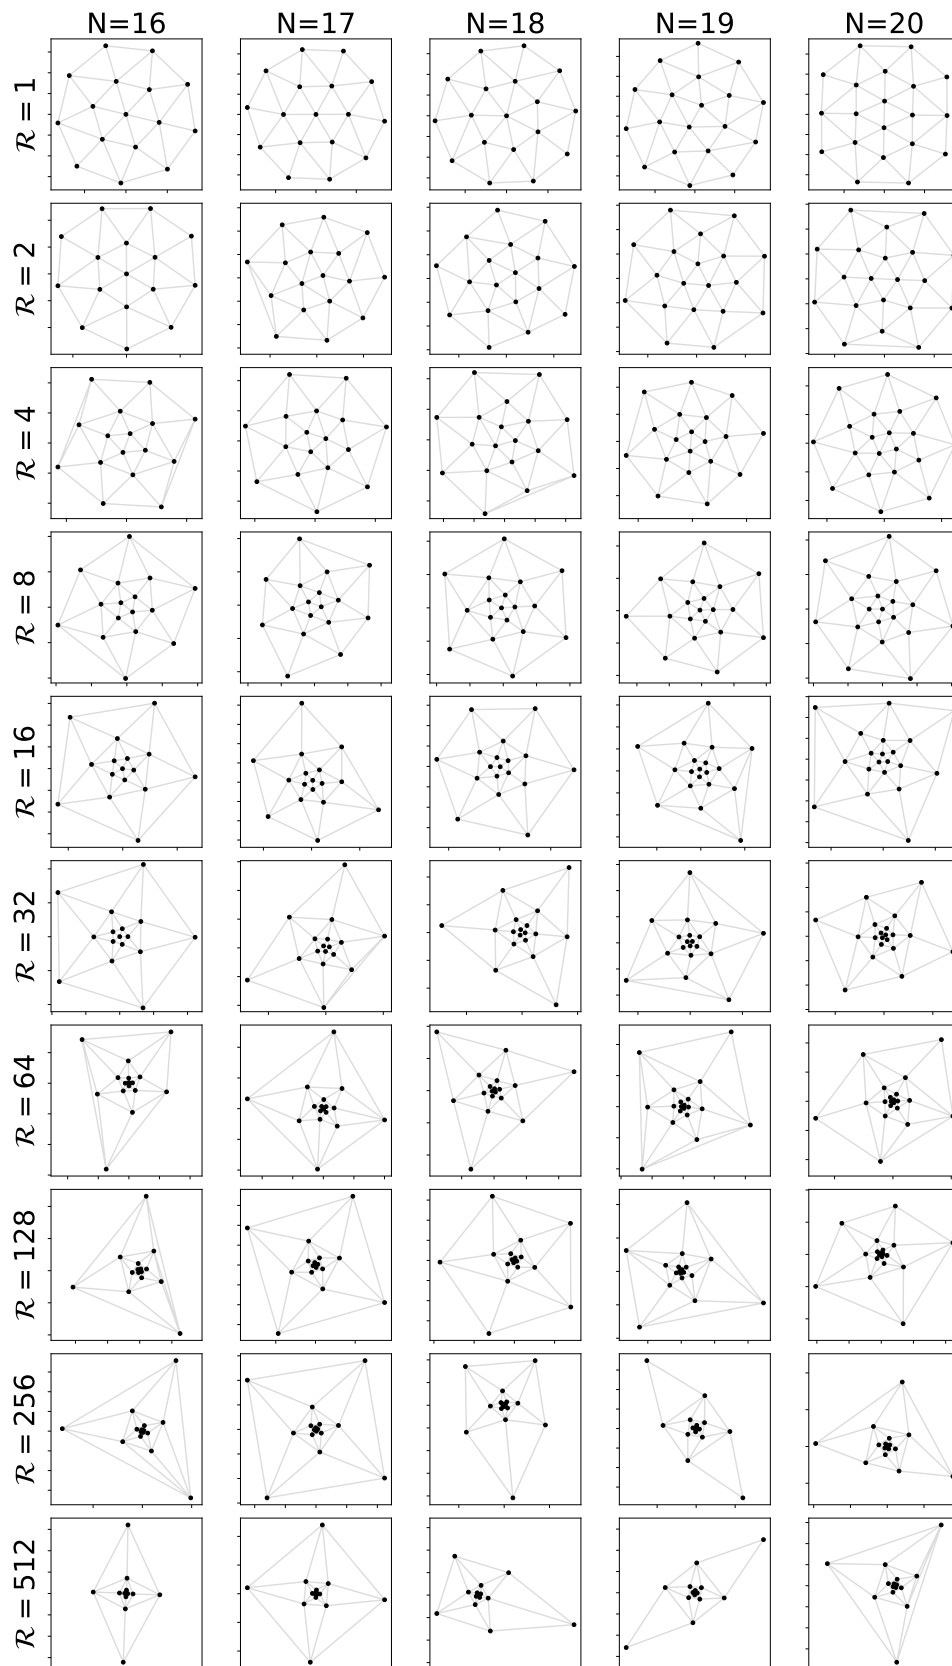 N=16 N=17 N=18 N=19 N=20
ℛ = 1
ℛ = 2
ℛ = 4
ℛ = 8
ℛ = 16
ℛ = 32
ℛ = 64
ℛ = 128
ℛ = 256
ℛ = 512